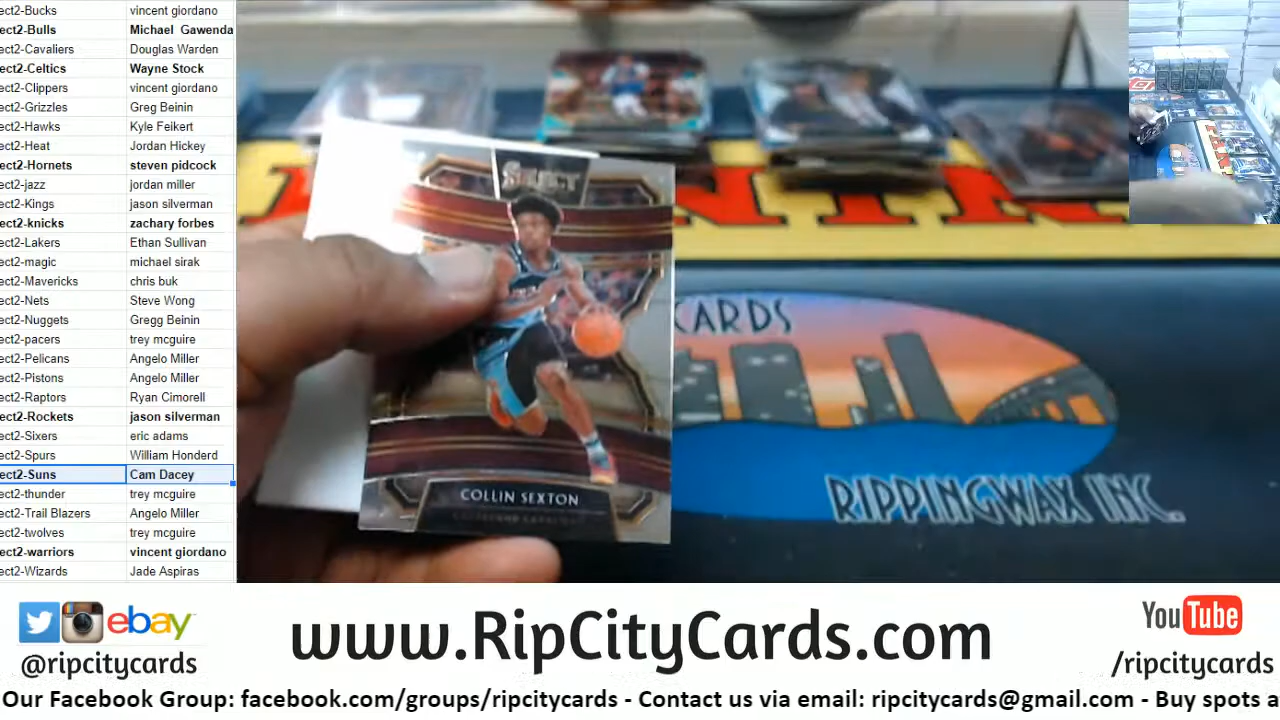 ect2-Bucks vincent giordano
ect2-Bulls Michael Gawenda
ect2-Cavaliers Douglas Warden
ect2-Celtics Wayne Stock
ect2-Clippers vincent giordano
ect2-Grizzles Greg Beinin
ect2-Hawks Kyle Feikert
ect2-Heat Jordan Hickey
ect2-Hornets steven pidcock
ect2-jazz jordan miller
ect2-Kings jason silverman
ect2-knicks zachary forbes
ect2-Lakers Ethan Sullivan
ect2-magic michael sirak
ect2-Mavericks chris buk
ect2-Nets Steve Wong
ect2-Nuggets Gregg Beinin
ect2-pacers trey mcguire
ect2-Pelicans Angelo Miller
ect2-Pistons Angelo Miller
ect2-Raptors Ryan Cimorell
ect2-Rockets jason silverman
ect2-Sixers eric adams
ect2-Spurs William Honderd
ect2-Suns Cam Dacey
ect2-thunder trey mcguire
ect2-Trail Blazers Angelo Miller
ect2-twolves trey mcguire
ect2-warriors vincent giordano
ect2-Wizards Jade Aspiras
SELECT
COLLIN SEXTON
CARDS
RIPPINGWAX INC.
ebay
@ripcitycards
www.RipCityCards.com
YouTube
/ripcitycards
Our Facebook Group: facebook.com/groups/ripcitycards - Contact us via email: ripcitycards@gmail.com - Buy spots a